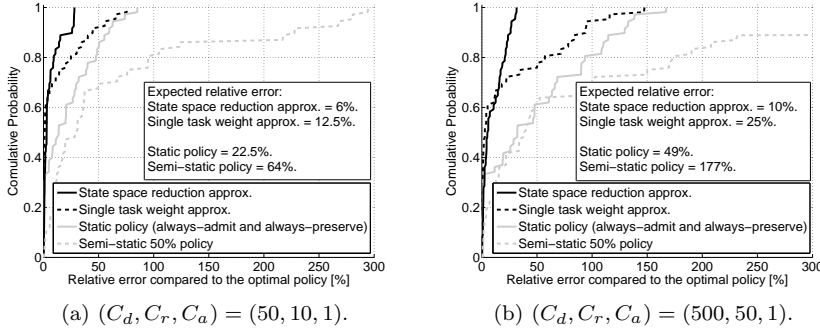 1
0.8
0.6
0.4
0.2
0
Comulative Probability
Expected relative error:
State space reduction approx. = 6%.
Single task weight approx. = 12.5%.
Static policy = 22.5%.
Semi−static policy = 64%.
State space reduction approx.
Single task weight approx.
Static policy (always−admit and always−preserve)
Semi−static 50% policy
0 50 100 150 200 250 300
Relative error compared to the optimal policy [%]
(a) (C_d, C_r, C_a) = (50, 10, 1).
1
0.8
0.6
0.4
0.2
0
Comulative Probability
Expected relative error:
State space reduction approx. = 10%.
Single task weight approx. = 25%.
Static policy = 49%.
Semi−static policy = 177%.
State space reduction approx.
Single task weight approx.
Static policy (always−admit and always−preserve)
Semi−static 50% policy
0 50 100 150 200 250 300
Relative error compared to the optimal policy [%]
(b) (C_d, C_r, C_a) = (500, 50, 1).